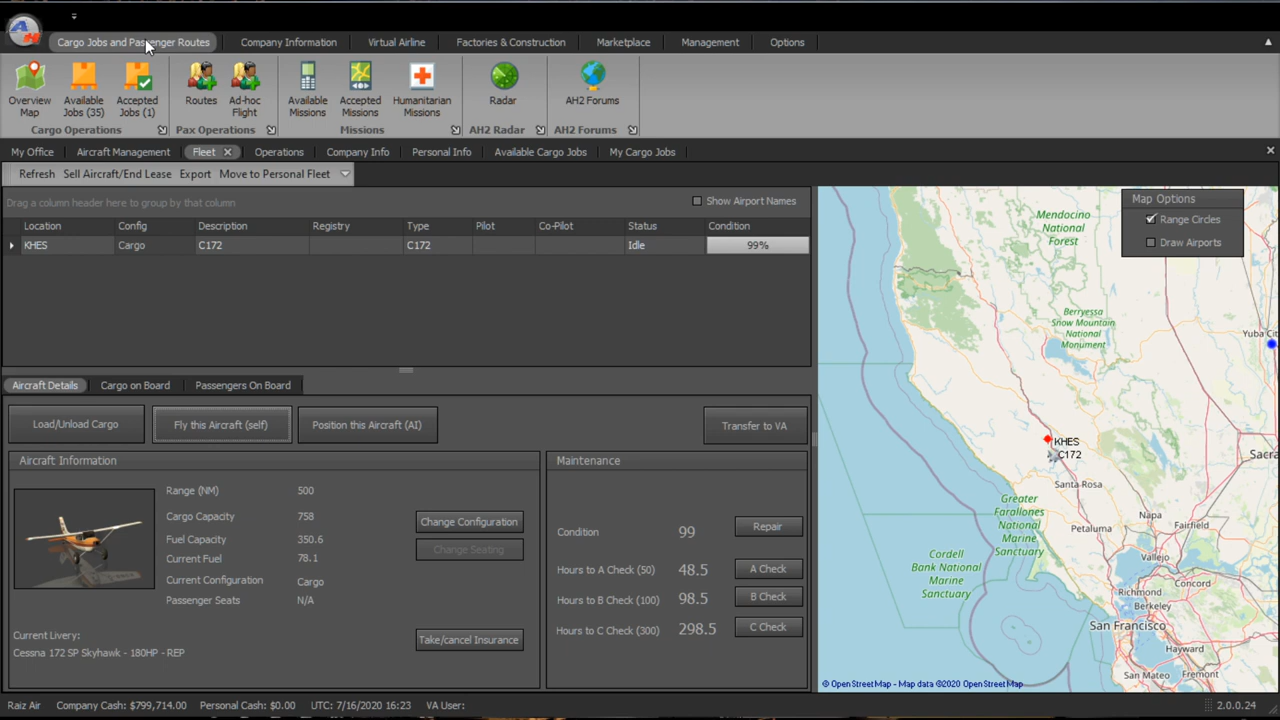 Cargo Jobs and Passenger Routes Company Information Virtual Airline Factories & Construction Marketplace Management Options
Overview Map
Available Jobs (35)
Accepted Jobs (1)
Routes
Ad-hoc Flight
Available Missions
Accepted Missions
Humanitarian Missions
Radar
AH2 Forums
Cargo Operations Pax Operations Missions AH2 Radar AH2 Forums
My Office Aircraft Management Fleet Operations Company Info Personal Info Available Cargo Jobs My Cargo Jobs
Refresh Sell Aircraft/End Lease Export Move to Personal Fleet
Drag a column header here to group by that column Show Airport Names
Location Config Description Registry Type Pilot Co-Pilot Status Condition
KHES Cargo C172 C172 Idle 99%
Aircraft Details Cargo on Board Passengers On Board
Load/Unload Cargo Fly this Aircraft (self) Position this Aircraft (AI) Transfer to VA
Aircraft Information
Range (NM) 500
Cargo Capacity 758
Fuel Capacity 350.6
Current Fuel 78.1
Current Configuration Cargo
Passenger Seats N/A
Change Configuration
Change Seating
Current Livery:
Cessna 172 SP Skyhawk - 180HP - REP
Take/cancel Insurance
Maintenance
Condition 99 Repair
Hours to A Check (50) 48.5 A Check
Hours to B Check (100) 98.5 B Check
Hours to C Check (300) 298.5 C Check
Map Options
Range Circles
Draw Airports
Mendocino
National
Forest
Berryessa
Snow Mountain
National
Monument
Yuba City
KHES
C172
Santa Rosa
Sacra
Greater
Farallones
National
Marine
Sanctuary
Napa
Fairfield
Petaluma
Vallejo
Cordell
Bank National
Marine
Sanctuary
Concord
Richmond
Berkeley
San Francisco
Hayward
San Mateo
© OpenStreetMap - Map data ©2020 OpenStreetMap
Raiz Air Company Cash: $799,714.00 Personal Cash: $0.00 UTC: 7/16/2020 16:23 VA User: 2.0.0.24